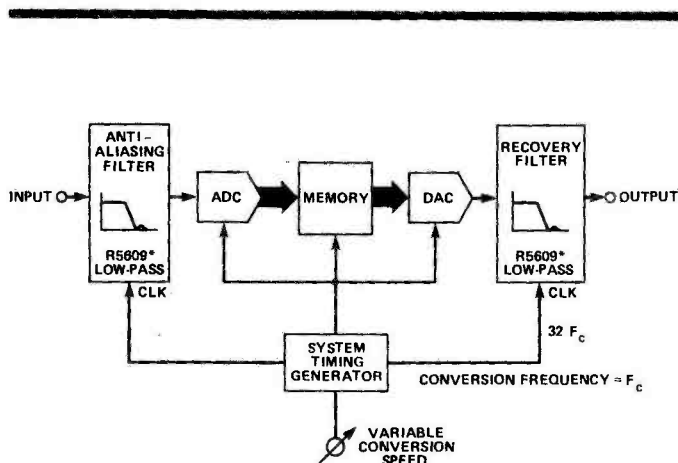 ANTI-
ALIASING
FILTER
R5609*
LOW-PASS
CLK
INPUT
ADC
MEMORY
DAC
RECOVERY
FILTER
R5609*
LOW-PASS
CLK
OUTPUT
32 Fc
SYSTEM
TIMING
GENERATOR
CONVERSION FREQUENCY = Fc
VARIABLE
CONVERSION
SPEED